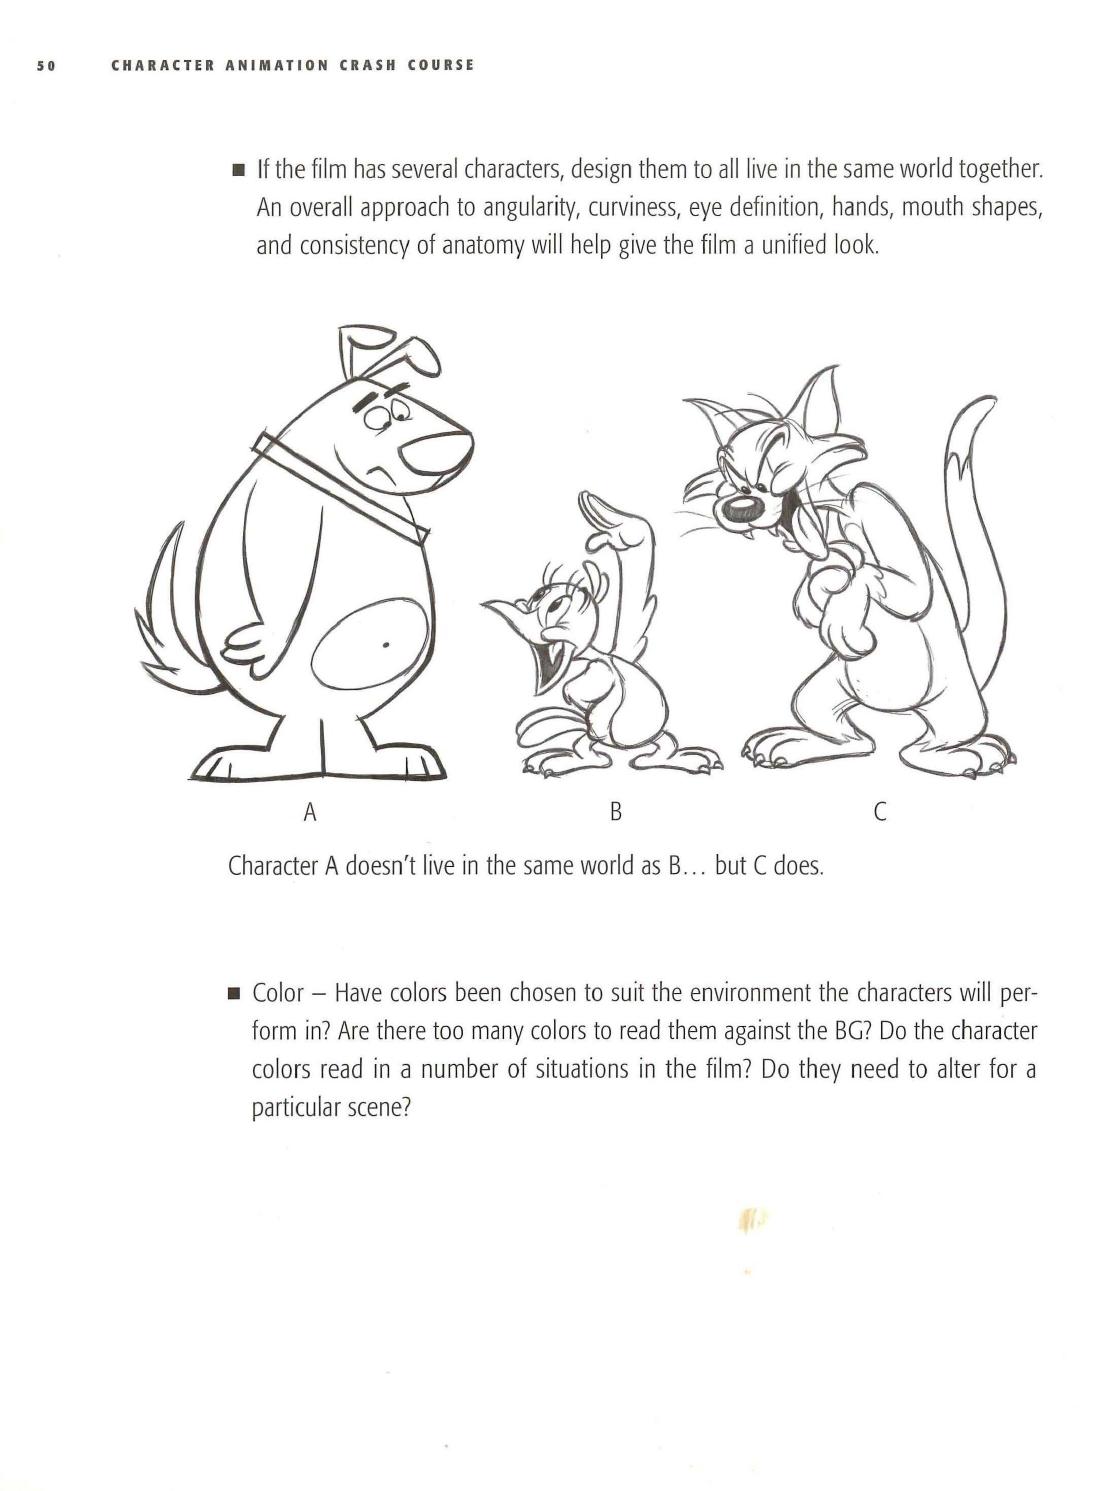 50 CHARACTER ANIMATION CRASH COURSE
■ If the film has several characters, design them to all live in the same world together.
An overall approach to angularity, curviness, eye definition, hands, mouth shapes,
and consistency of anatomy will help give the film a unified look.
A B C
Character A doesn't live in the same world as B... but C does.
■ Color – Have colors been chosen to suit the environment the characters will per-
form in? Are there too many colors to read them against the BG? Do the character
colors read in a number of situations in the film? Do they need to alter for a
particular scene?